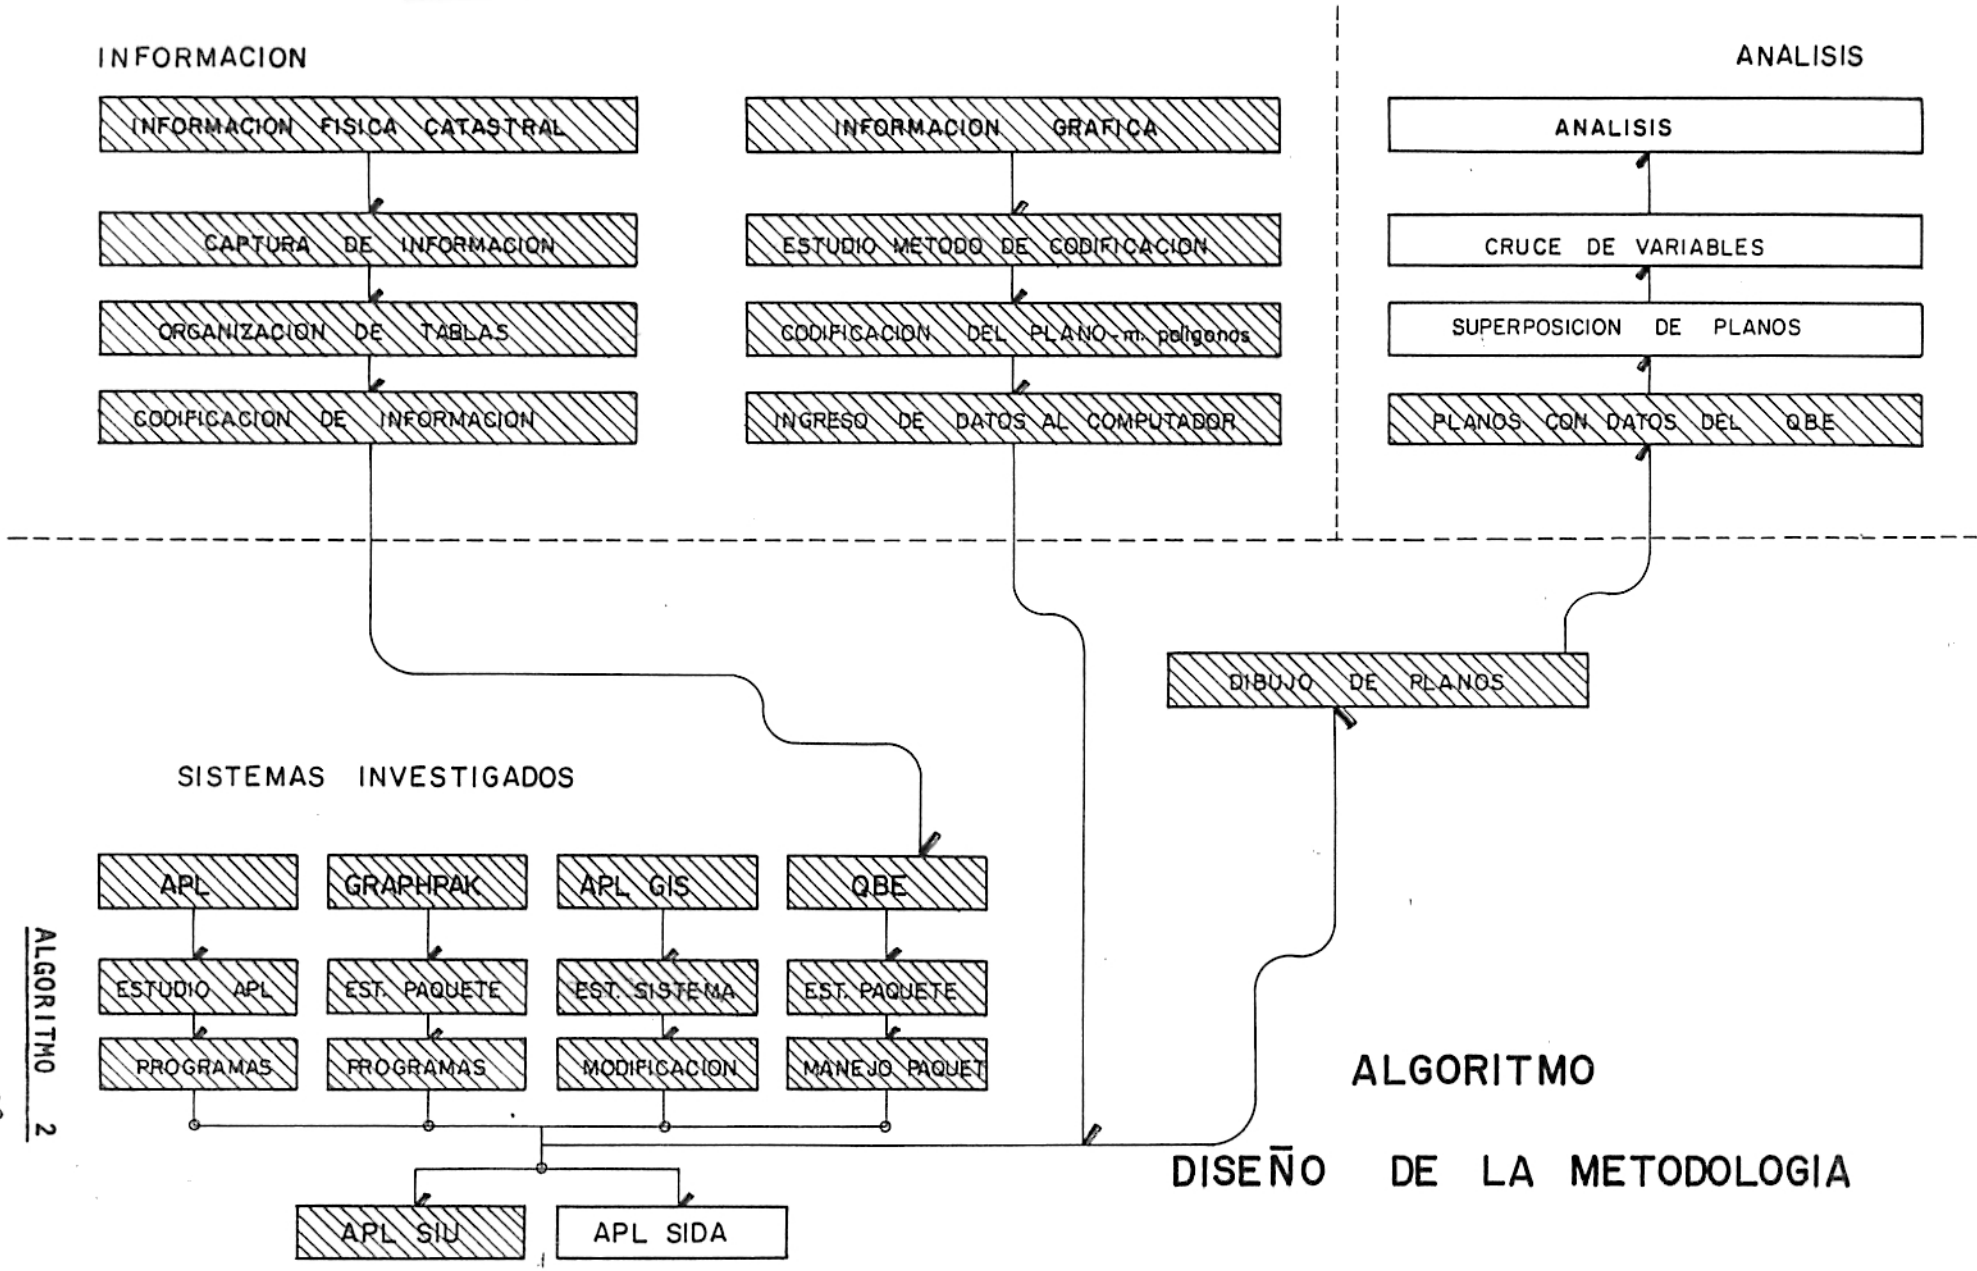 INFORMACION
INFORMACION FISICA CATASTRAL
CAPTURA DE INFORMACION
ORGANIZACION DE TABLAS
CODIFICACION DE INFORMACION
INFORMACION GRAFICA
ESTUDIO METODO DE CODIFICACION
CODIFICACION DEL PLANO-m. poligonos
INGRESO DE DATOS AL COMPUTADOR
ANALISIS
ANALISIS
CRUCE DE VARIABLES
SUPERPOSICION DE PLANOS
PLANOS CON DATOS DEL QBE
DIBUJO DE PLANOS
SISTEMAS INVESTIGADOS
APL
ESTUDIO APL
PROGRAMAS
GRAPHPAK
EST. PAQUETE
PROGRAMAS
APL GIS
EST. SISTEMA
MODIFICACION
QBE
EST. PAQUETE
MANEJO PAQUET
APL SIU
APL SIDA
ALGORITMO
DISEÑO DE LA METODOLOGIA
ALGORITMO 2